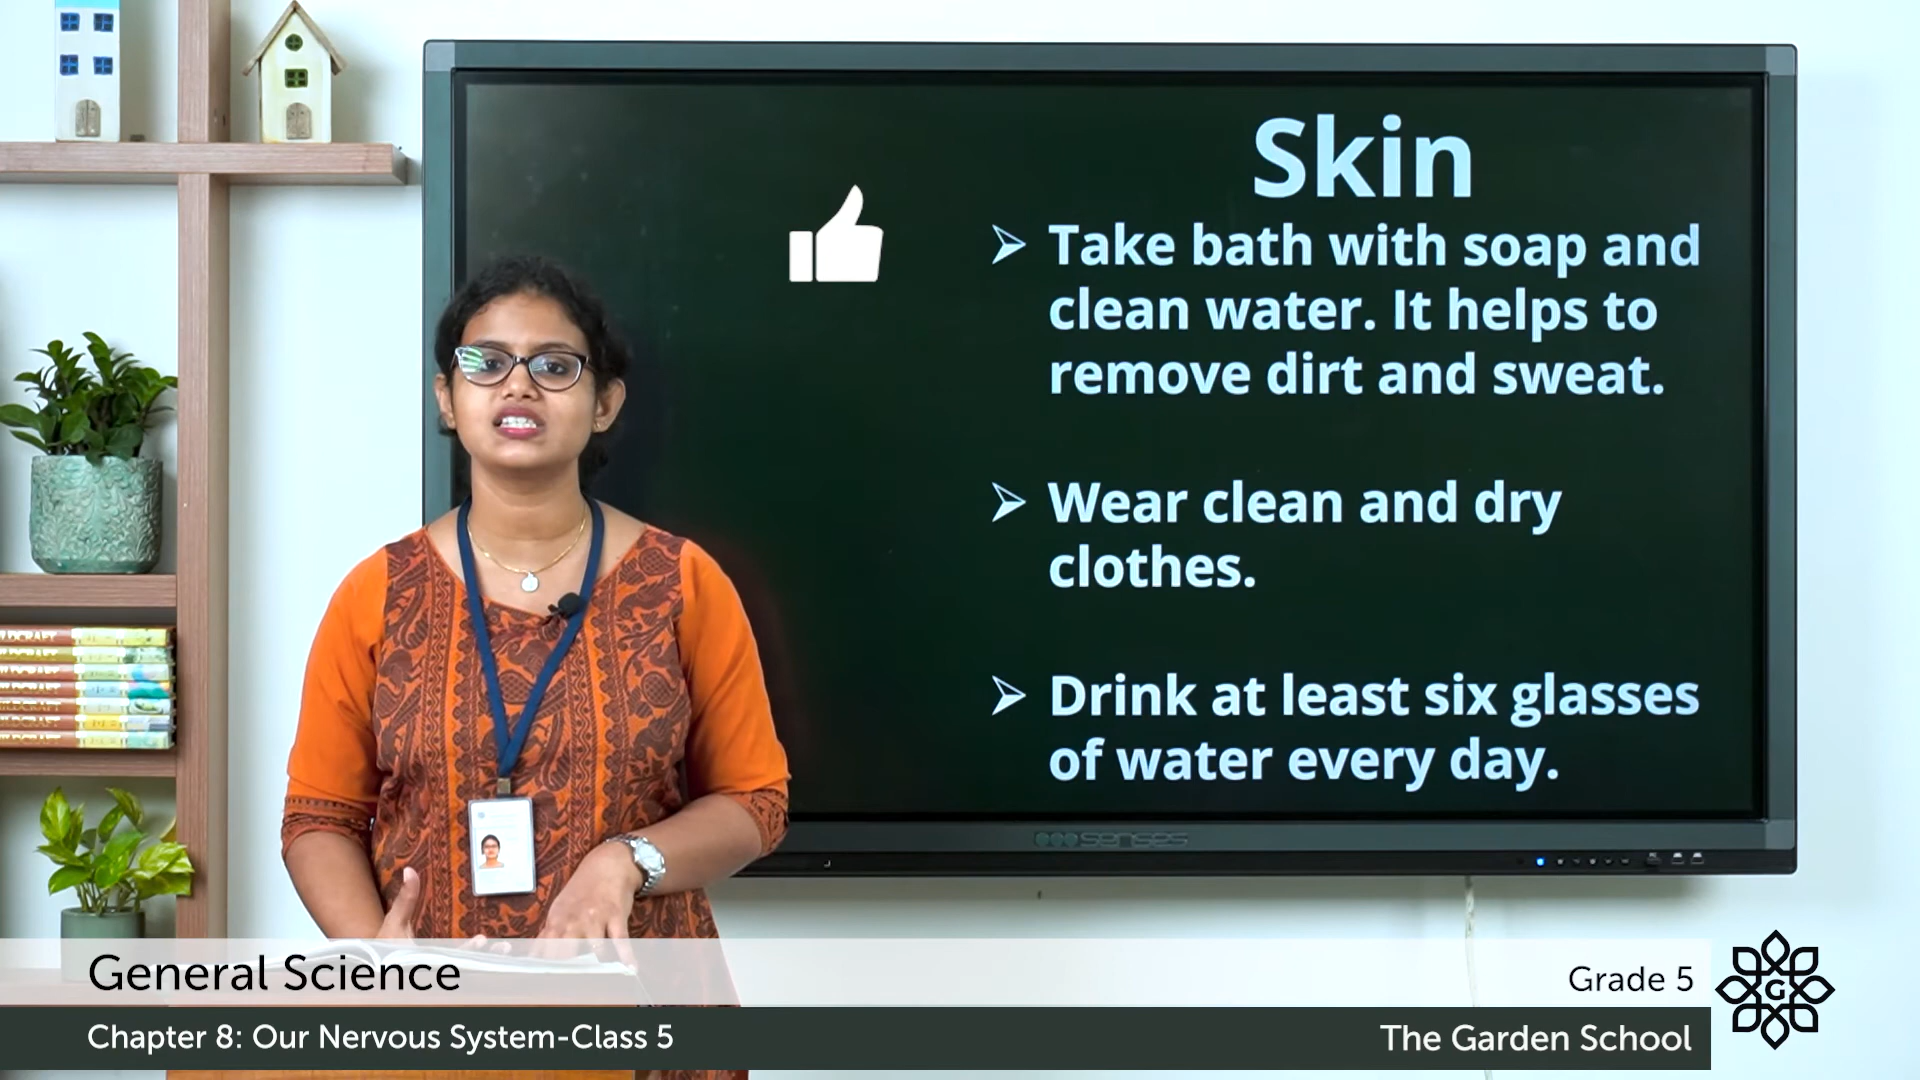 Skin
➢ Take bath with soap and
clean water. It helps to
remove dirt and sweat.
➢ Wear clean and dry
clothes.
➢ Drink at least six glasses
of water every day.
senses
General Science
Grade 5
G
Chapter 8: Our Nervous System-Class 5
The Garden School